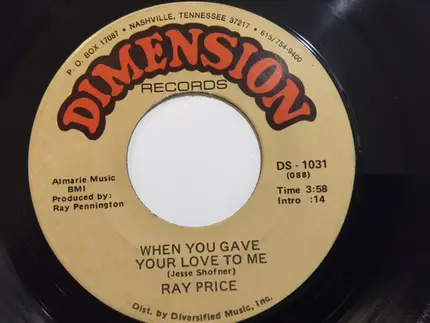 P. O. BOX 17087 • NASHVILLE, TENNESSEE 37217 • 615/754-9400
DIMENSION
RECORDS
Almarie Music
BMI
Produced by:
Ray Pennington
DS - 1031
(088)
Time 3:58
Intro :14
WHEN YOU GAVE
YOUR LOVE TO ME
(Jesse Shofner)
RAY PRICE
Dist. by Diversified Music, Inc.